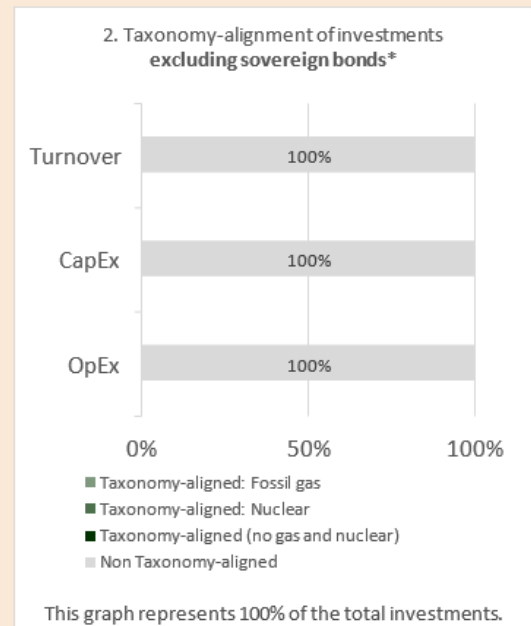 2. Taxonomy-alignment of investments
excluding sovereign bonds*
Turnover
100%
CapEx
100%
OpEx
100%
0%
50%
100%
Taxonomy-aligned: Fossil gas
Taxonomy-aligned: Nuclear
Taxonomy-aligned (no gas and nuclear)
Non Taxonomy-aligned
This graph represents 100% of the total investments.